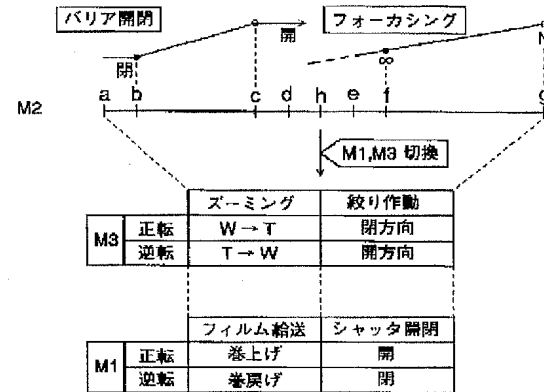 バリア開閉
開
フォーカシング
N
閉
∞
a b c d h e f g
M2
M1,M3 切換
ズーミング 絞り作動
M3 正転 W→T 閉方向
逆転 T→W 開方向
フィルム給送 シャッタ開閉
M1 正転 巻上げ 開
逆転 巻戻げ 閉